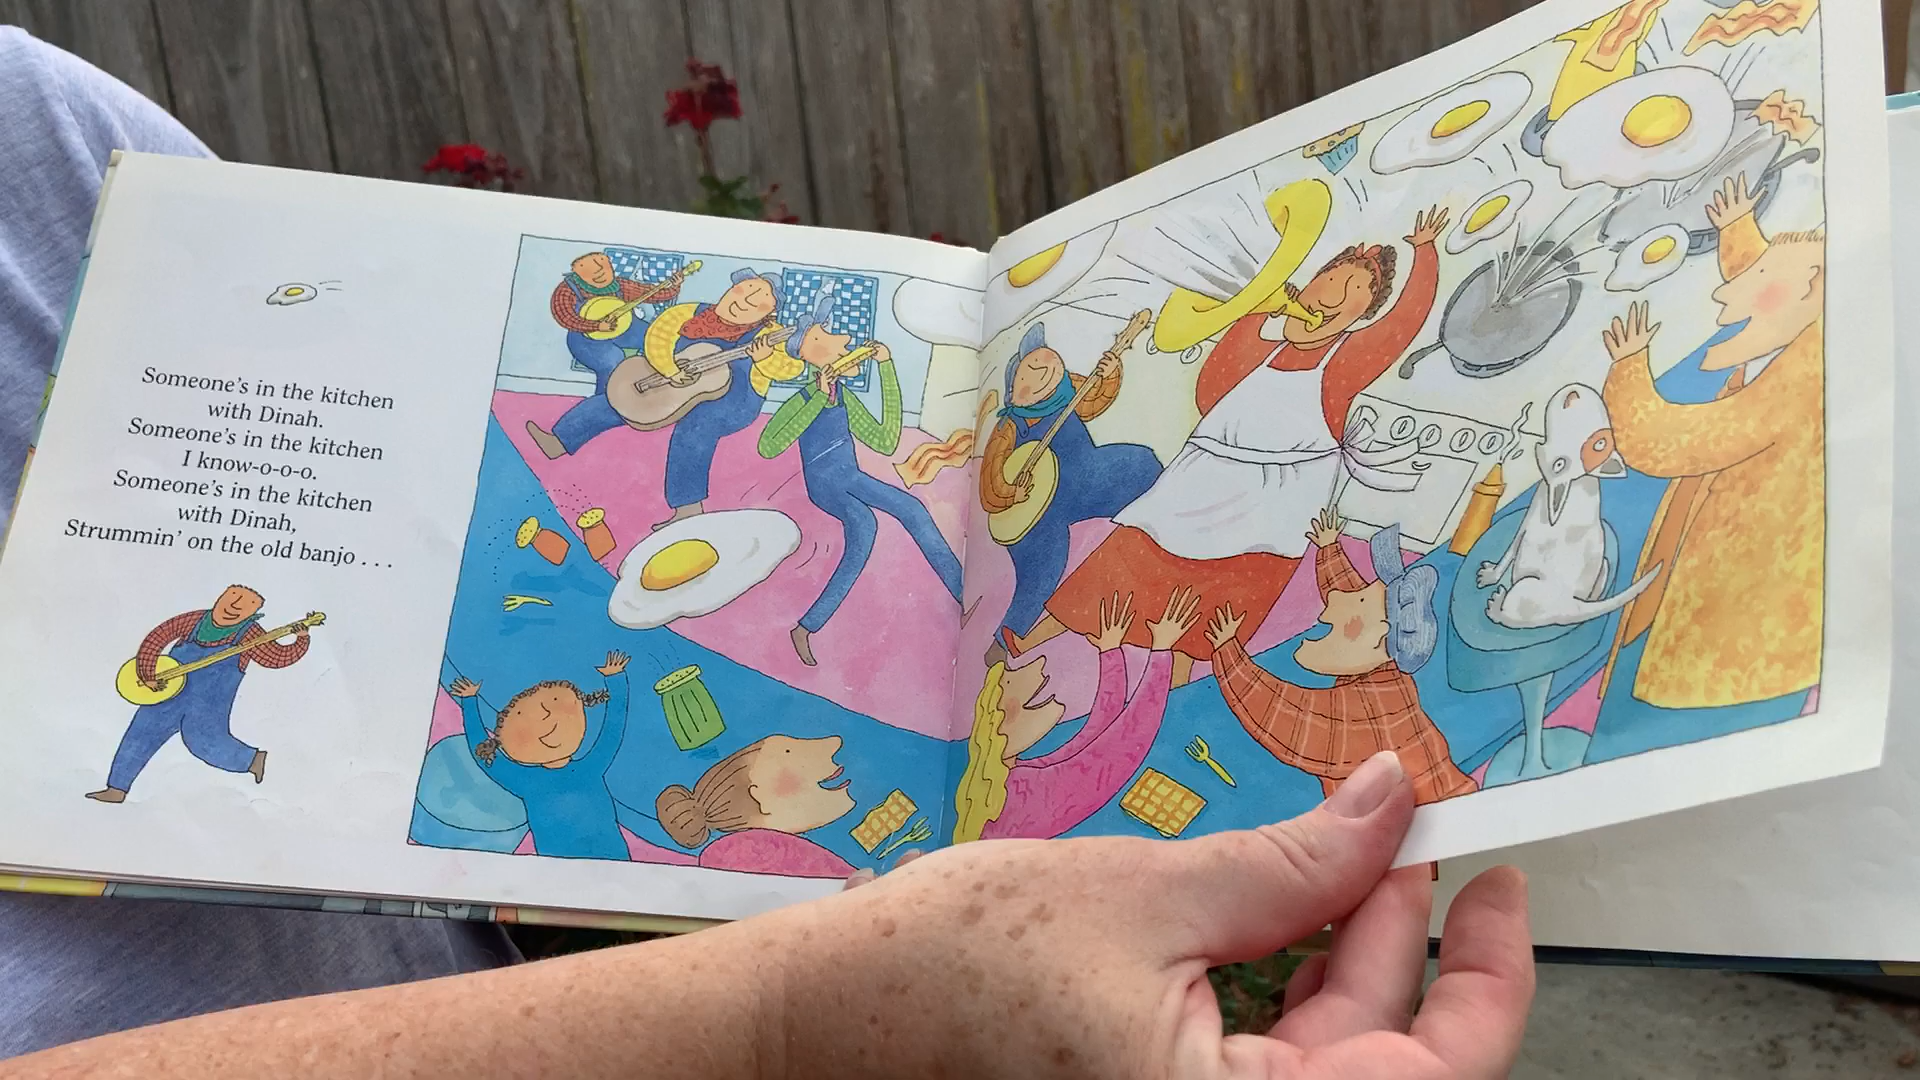 Someone's in the kitchen
with Dinah.
Someone's in the kitchen
I know-o-o-o.
Someone's in the kitchen
with Dinah,
Strummin' on the old banjo . . .